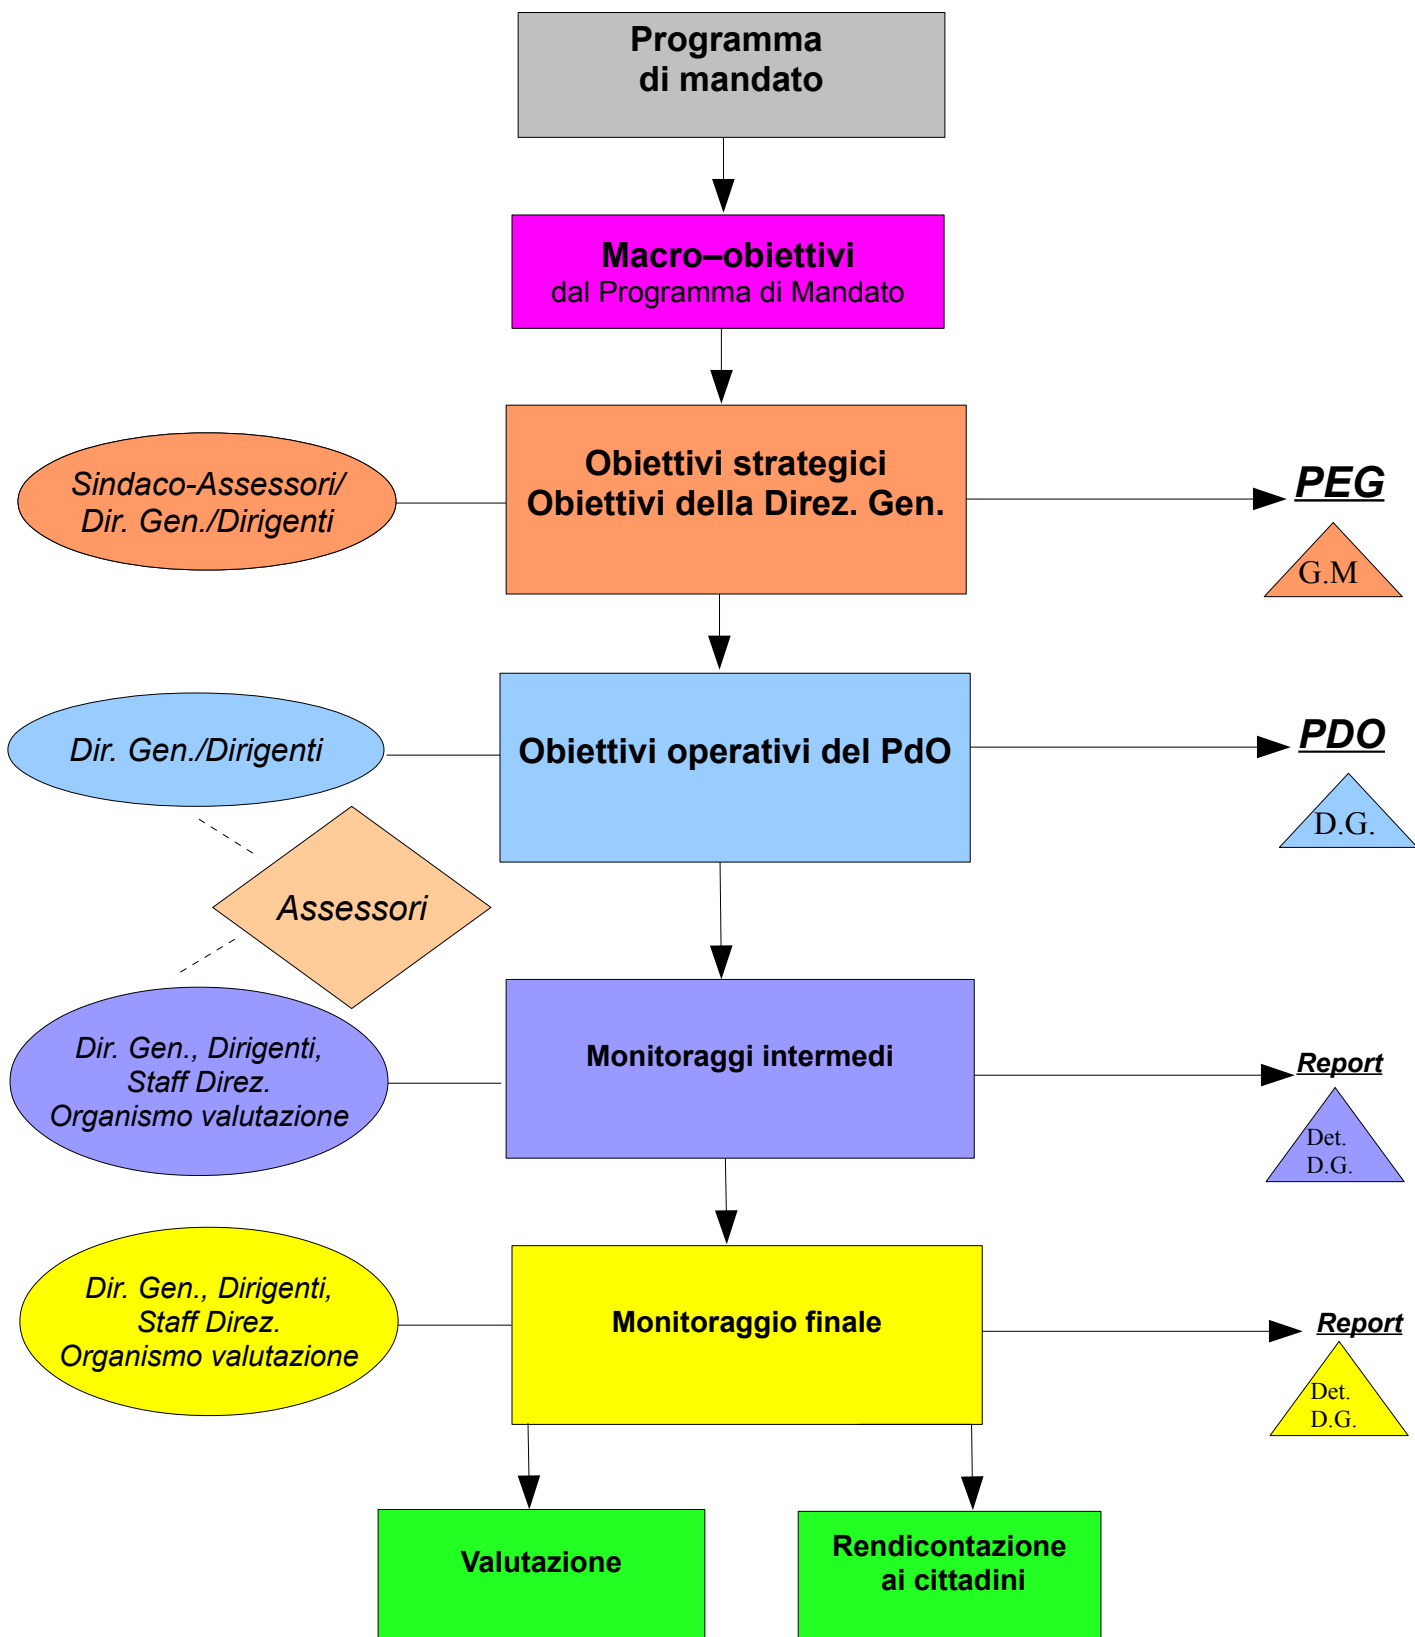 Programma
di mandato
Macro–obiettivi
dal Programma di Mandato
Sindaco-Assessori/
Dir. Gen./Dirigenti
Obiettivi strategici
Obiettivi della Direz. Gen.
PEG
G.M
Dir. Gen./Dirigenti
Obiettivi operativi del PdO
PDO
D.G.
Assessori
Dir. Gen., Dirigenti,
Staff Direz.
Organismo valutazione
Monitoraggi intermedi
Report
Det.
D.G.
Dir. Gen., Dirigenti,
Staff Direz.
Organismo valutazione
Monitoraggio finale
Report
Det.
D.G.
Valutazione
Rendicontazione
ai cittadini